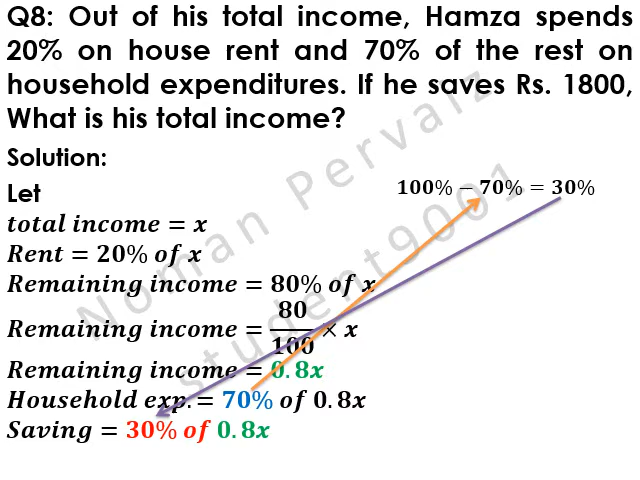 Q8: Out of his total income, Hamza spends
20% on house rent and 70% of the rest on
household expenditures. If he saves Rs. 1800,
What is his total income?
Solution:
Let
100% − 70% = 30%
total income = x
Rent = 20% of x
Remaining income = 80% of x
Remaining income = 80/100 × x
Remaining income = 0.8x
Household exp. = 70% of 0.8x
Saving = 30% of 0.8x
Noman Pervaiz
student9001